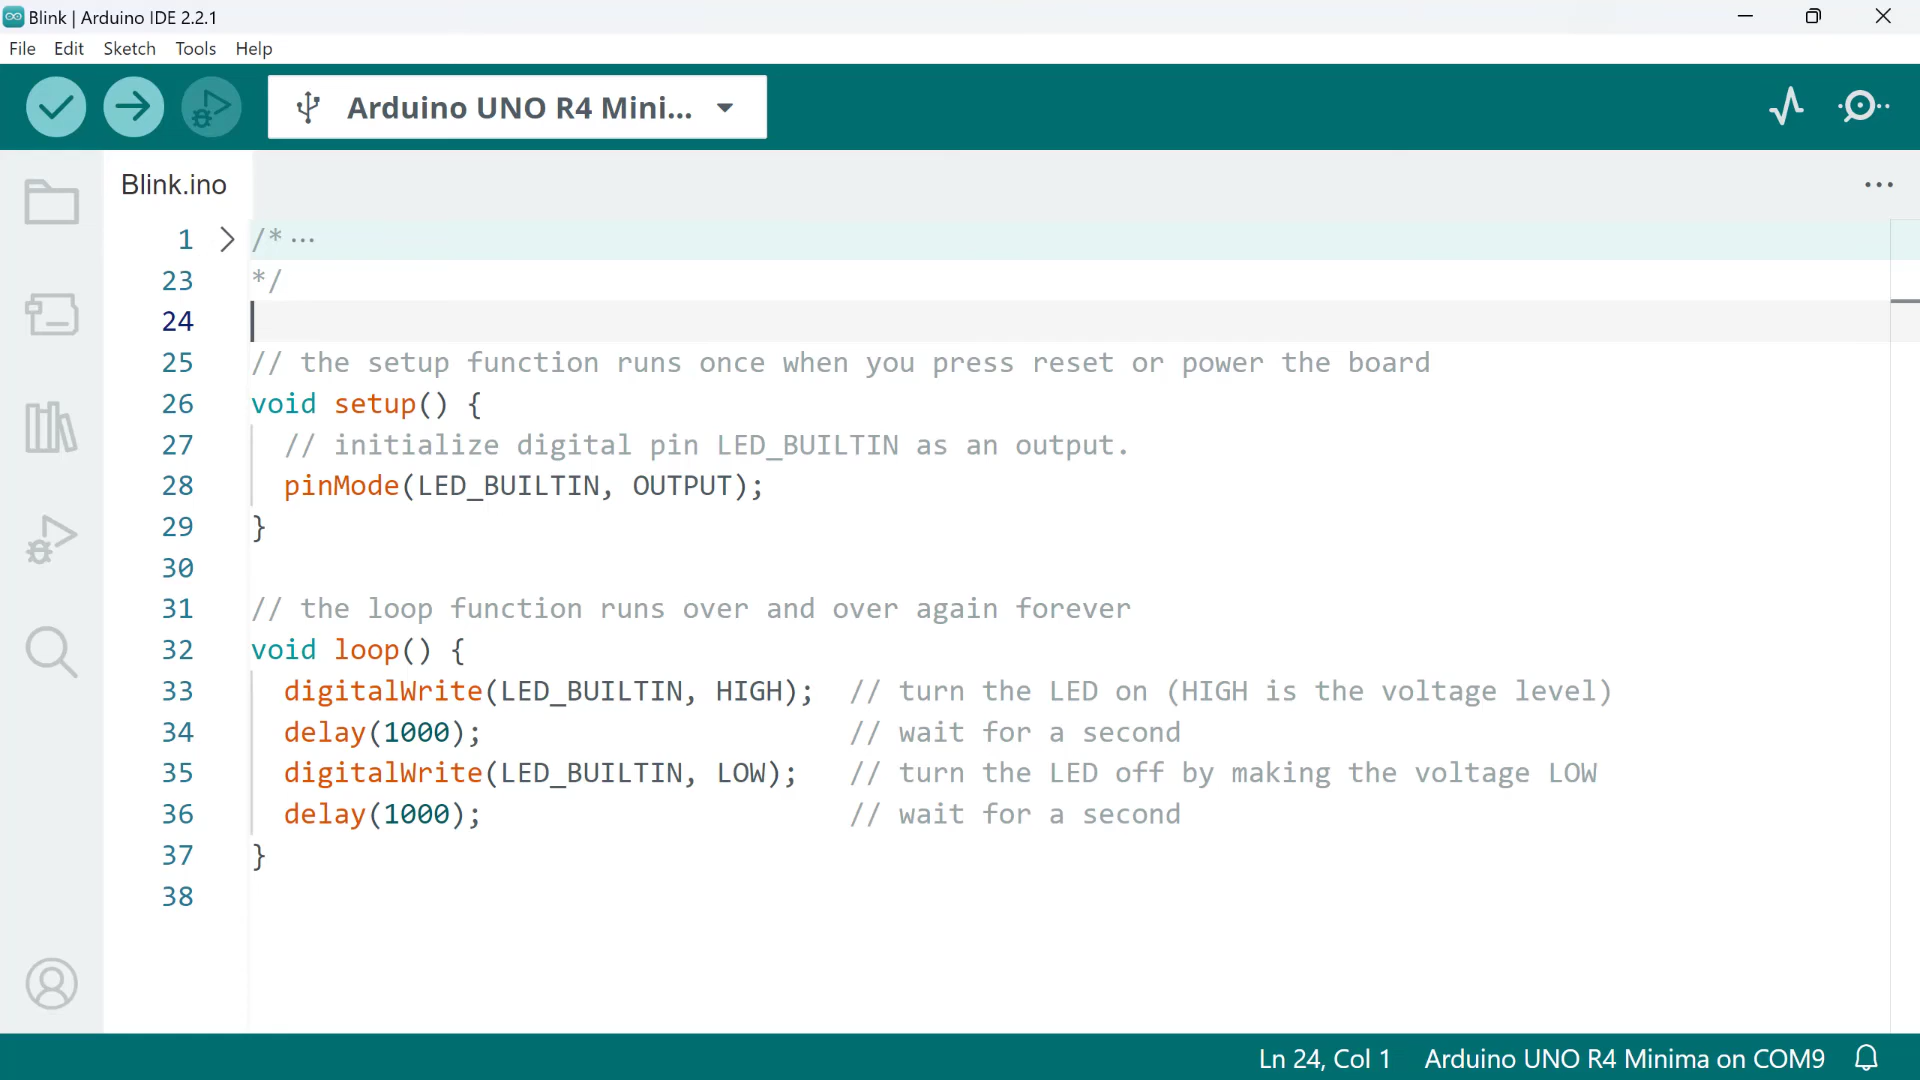 Blink | Arduino IDE 2.2.1
File Edit Sketch Tools Help
Arduino UNO R4 Mini...
Blink.ino
1 /* ...
23 */
24
25 // the setup function runs once when you press reset or power the board
26 void setup() {
27   // initialize digital pin LED_BUILTIN as an output.
28   pinMode(LED_BUILTIN, OUTPUT);
29 }
30
31 // the loop function runs over and over again forever
32 void loop() {
33   digitalWrite(LED_BUILTIN, HIGH);  // turn the LED on (HIGH is the voltage level)
34   delay(1000);                      // wait for a second
35   digitalWrite(LED_BUILTIN, LOW);   // turn the LED off by making the voltage LOW
36   delay(1000);                      // wait for a second
37 }
38
Ln 24, Col 1 Arduino UNO R4 Minima on COM9